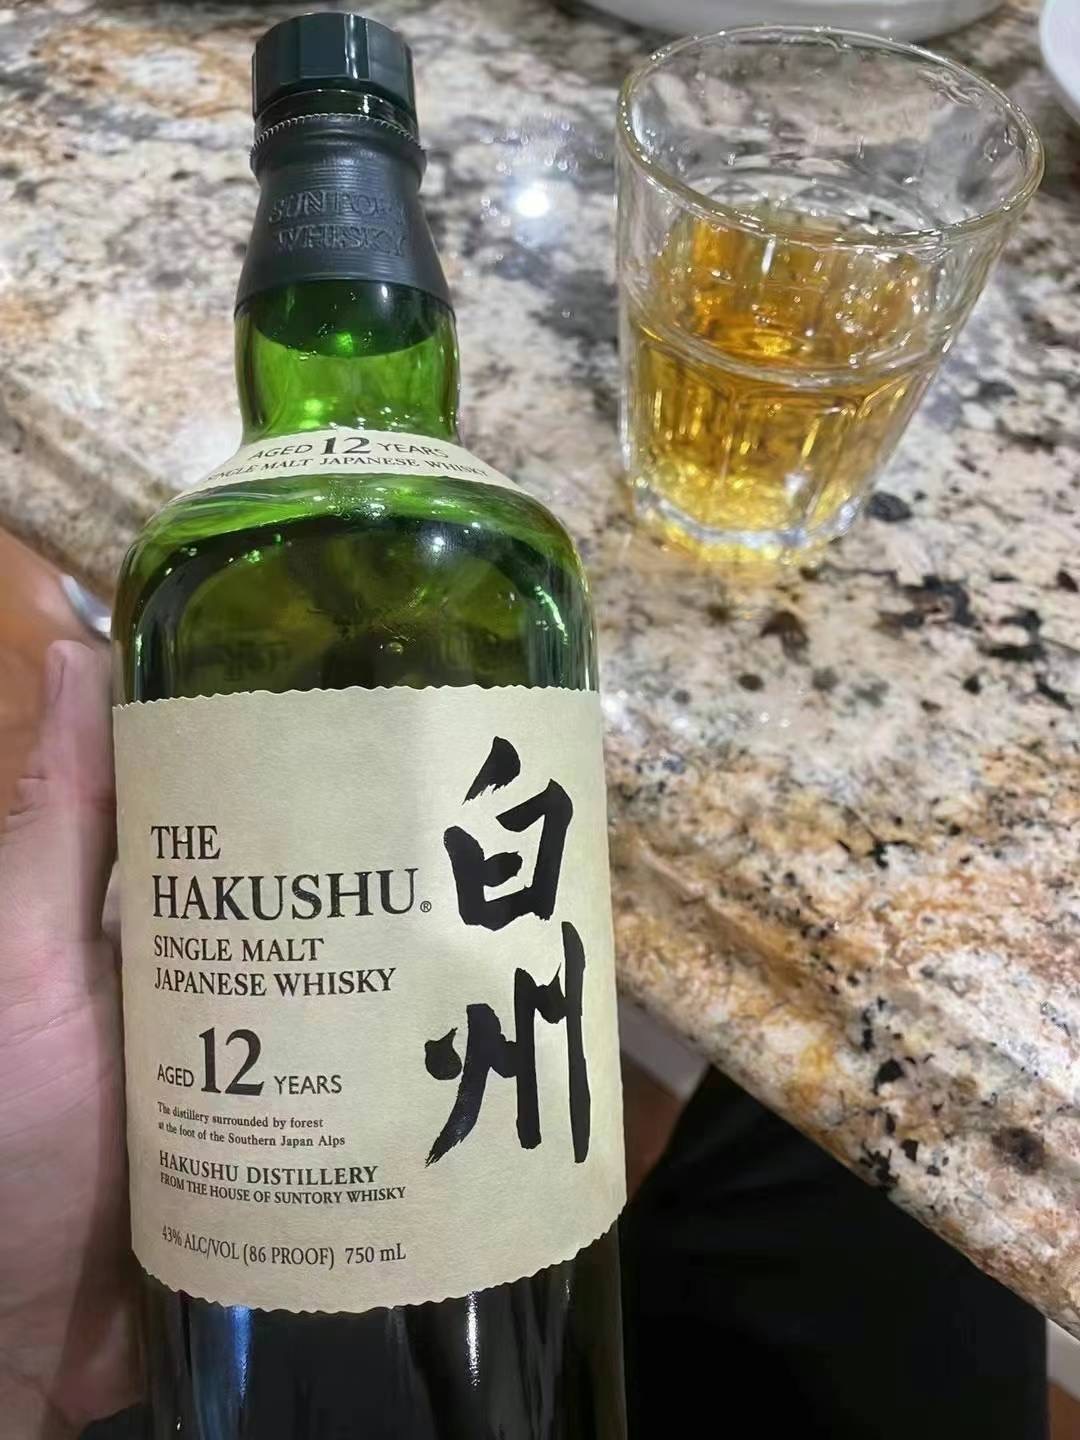 SUNTORY
WHISKY
AGED 12 YEARS
SINGLE MALT JAPANESE WHISKY
白州
THE
HAKUSHU®
SINGLE MALT
JAPANESE WHISKY
AGED 12 YEARS
The distillery surrounded by forest
at the foot of the Southern Japan Alps
HAKUSHU DISTILLERY
FROM THE HOUSE OF SUNTORY WHISKY
43% ALC/VOL (86 PROOF) 750 mL